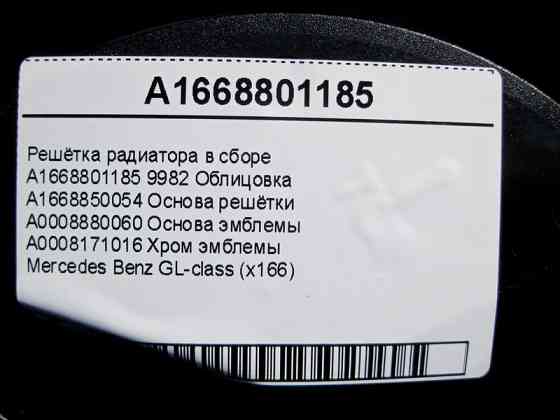 A1668801185
Решётка радиатора в сборе
A1668801185 9982 Облицовка
A1668850054 Основа решётки
A0008880060 Основа эмблемы
A0008171016 Хром эмблемы
Mercedes Benz GL-class (x166)